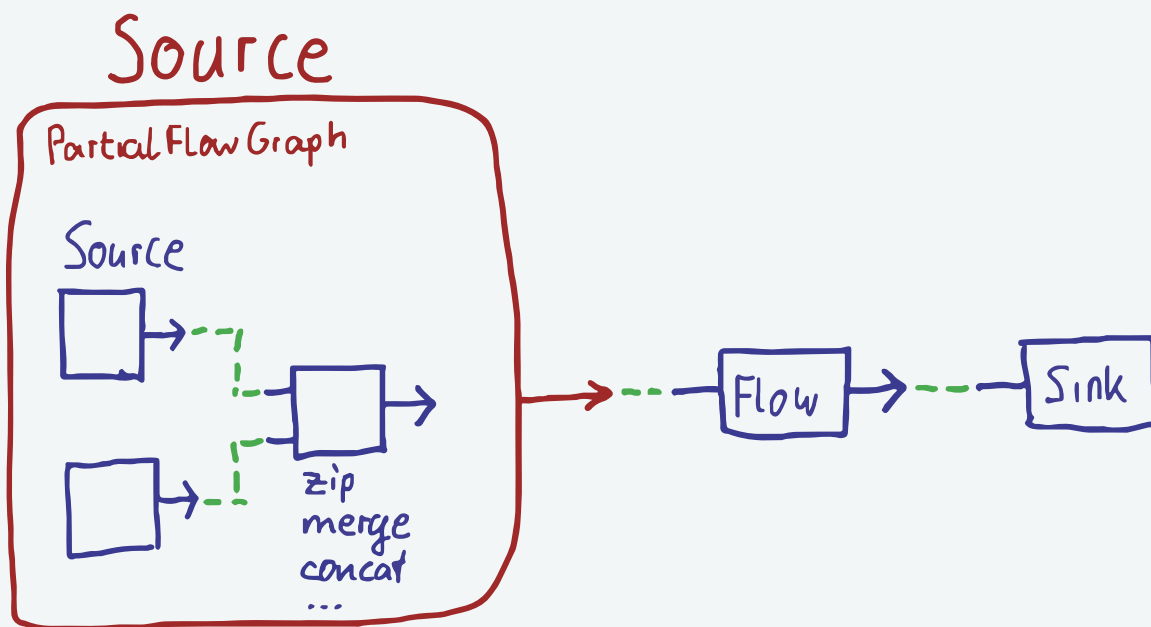 Source
PartialFlowGraph
Source
zip
merge
concat
...
Flow
Sink